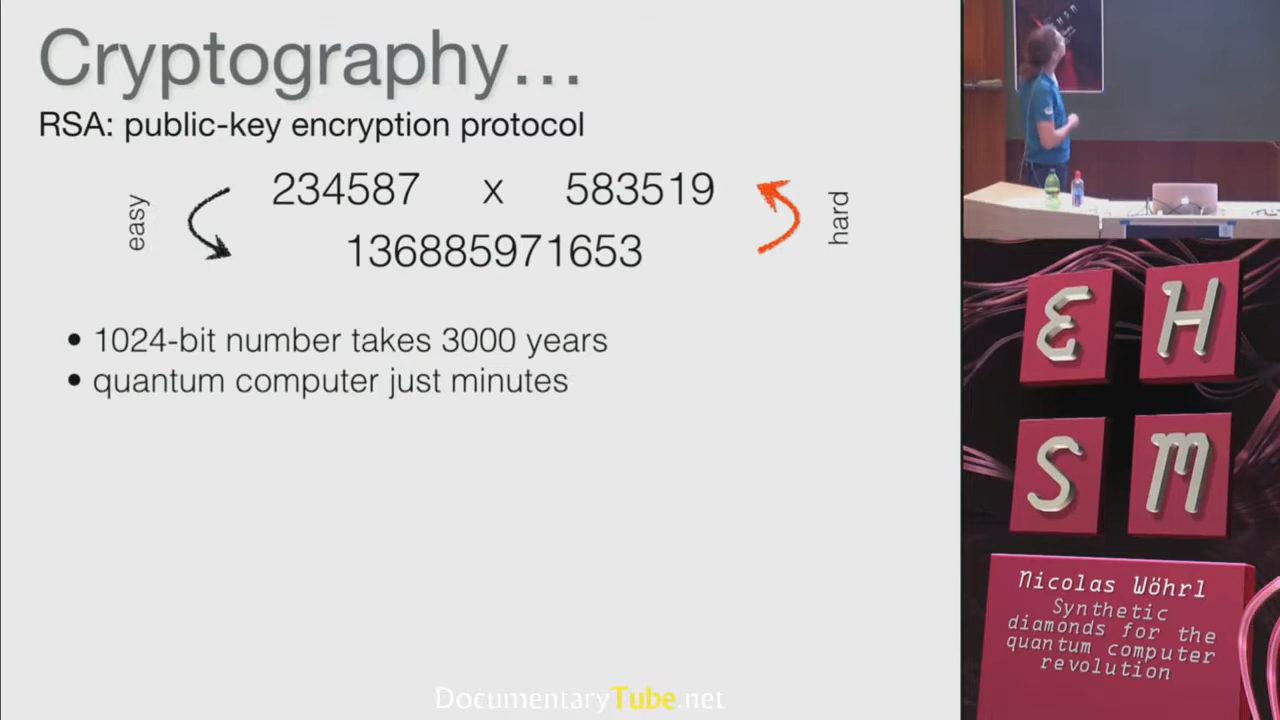 Cryptography...
RSA: public-key encryption protocol
easy
234587 x 583519
136885971653
hard
• 1024-bit number takes 3000 years
• quantum computer just minutes
E H
S M
Nicolas Wöhrl
Synthetic
diamonds for the
quantum computer
revolution
DocumentaryTube.net